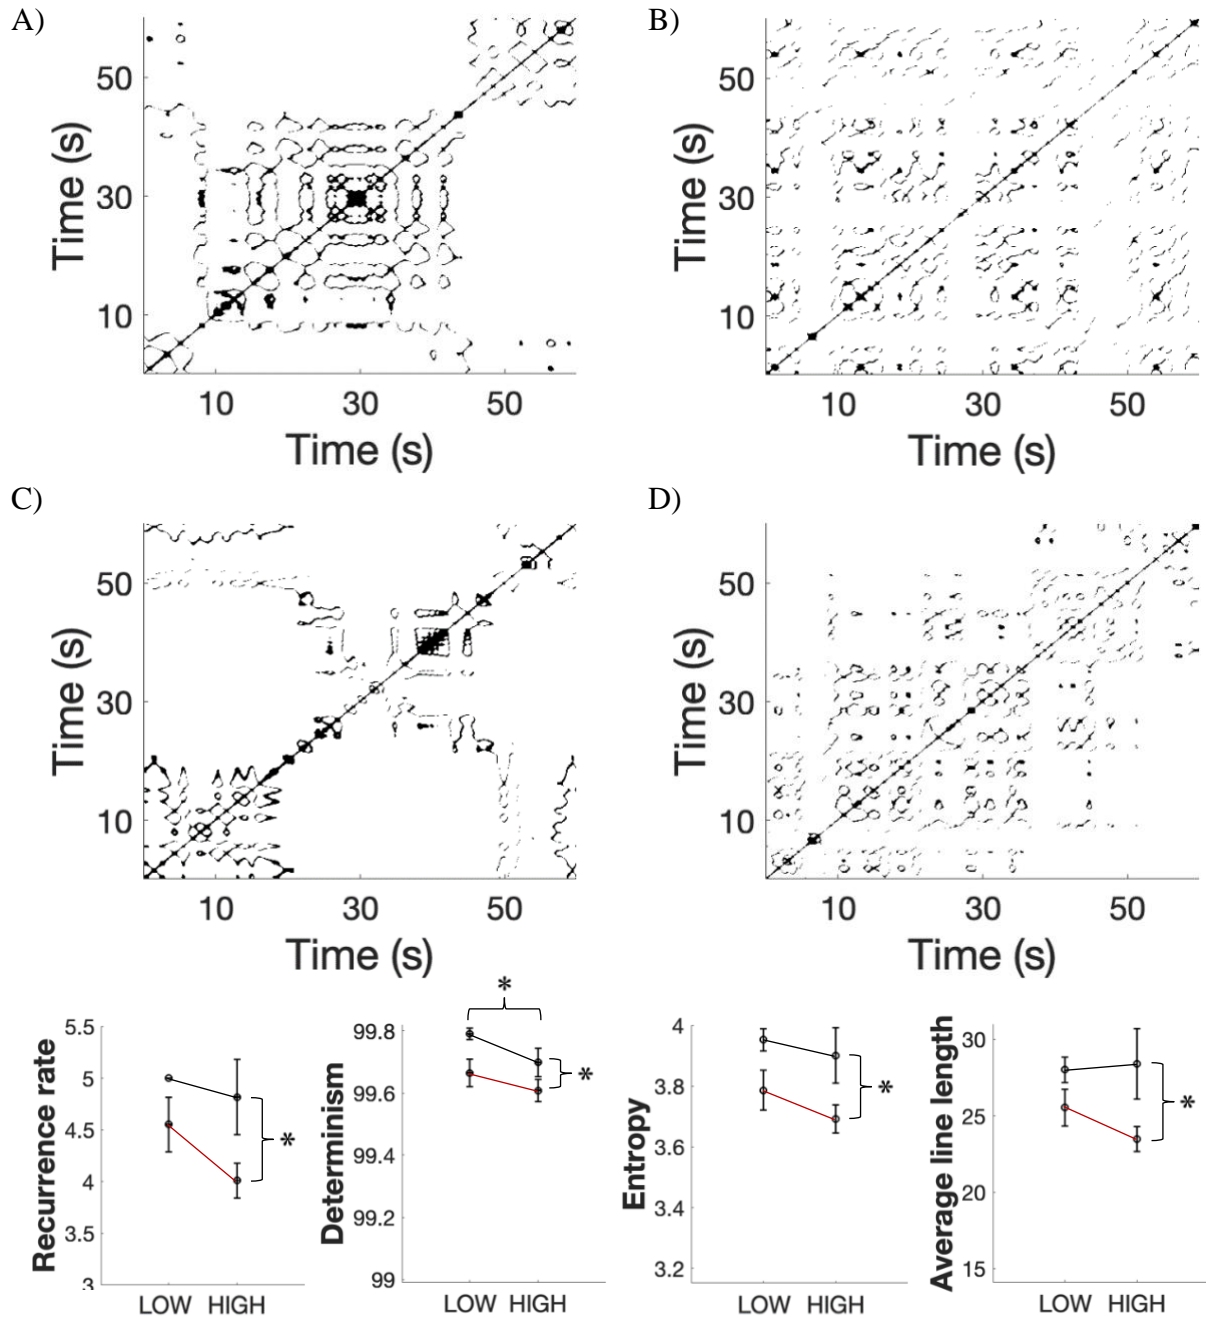 A)
B)
50
30
10
Time (s)
10 30 50
Time (s)
50
30
10
Time (s)
10 30 50
Time (s)
C)
D)
50
30
10
Time (s)
10 30 50
Time (s)
50
30
10
Time (s)
10 30 50
Time (s)
5.5
5
4.5
4
3.5
3
Recurrence rate
*
LOW HIGH
99.8
99.6
99.4
99.2
99
Determinism
*
*
LOW HIGH
4
3.8
3.6
3.4
3.2
Entropy
*
LOW HIGH
30
25
20
15
Average line length
*
LOW HIGH